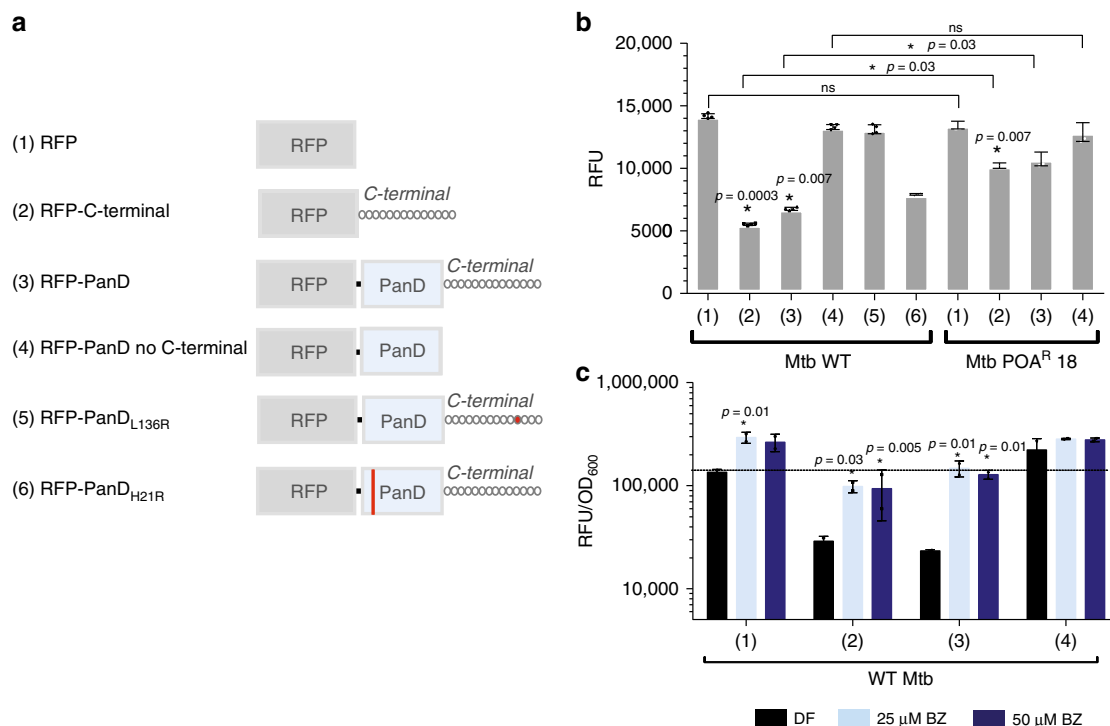 a
(1) RFP
RFP
(2) RFP-C-terminal
RFP
C-terminal
(3) RFP-PanD
RFP
PanD
C-terminal
(4) RFP-PanD no C-terminal
RFP
PanD
(5) RFP-PanD L136R
RFP
PanD
C-terminal
(6) RFP-PanD H21R
RFP
PanD
C-terminal
b
RFU
20,000
15,000
10,000
5000
0
ns
* p = 0.03
* p = 0.03
ns
p = 0.0003
*
p = 0.007
*
p = 0.007
*
(1) (2) (3) (4) (5) (6) (1) (2) (3) (4)
Mtb WT
Mtb POA^R 18
c
RFU/OD600
1,000,000
100,000
10,000
p = 0.01
*
p = 0.03
*
p = 0.005
*
p = 0.01
*
p = 0.01
*
(1) (2) (3) (4)
WT Mtb
DF 25 μM BZ 50 μM BZ